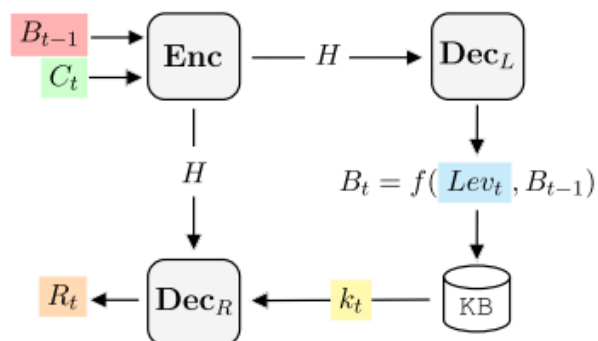 B_{t-1}
C_t
Enc
H
Dec_L
H
B_t = f( Lev_t , B_{t-1})
R_t
Dec_R
k_t
KB